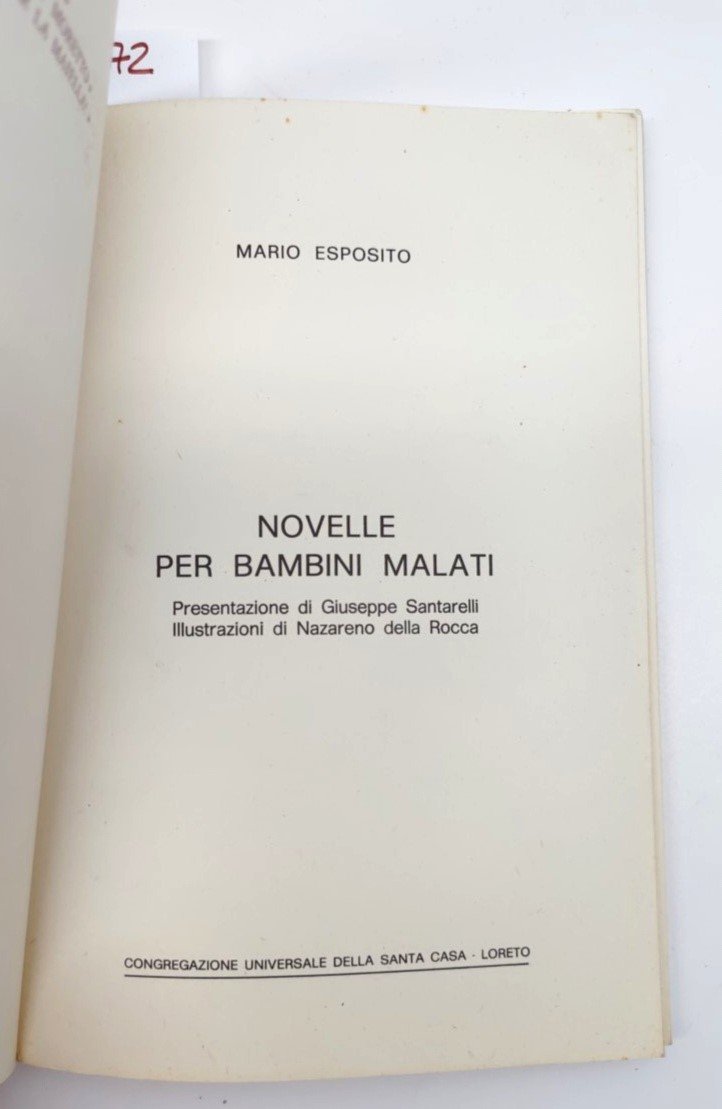 72
MARIO ESPOSITO
NOVELLE
PER BAMBINI MALATI
Presentazione di Giuseppe Santarelli
Illustrazioni di Nazareno della Rocca
CONGREGAZIONE UNIVERSALE DELLA SANTA CASA · LORETO